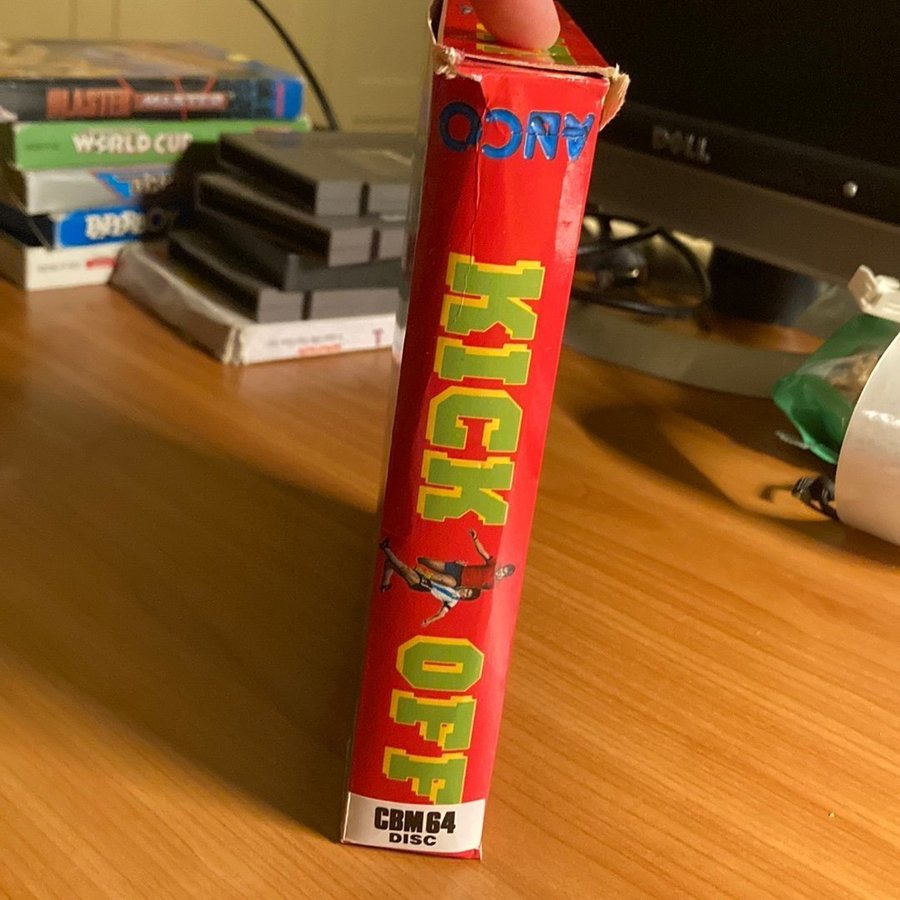 ANCO
KICK OFF
CBM 64
DISC
BLASTER MASTER
WORLD CUP
DELL